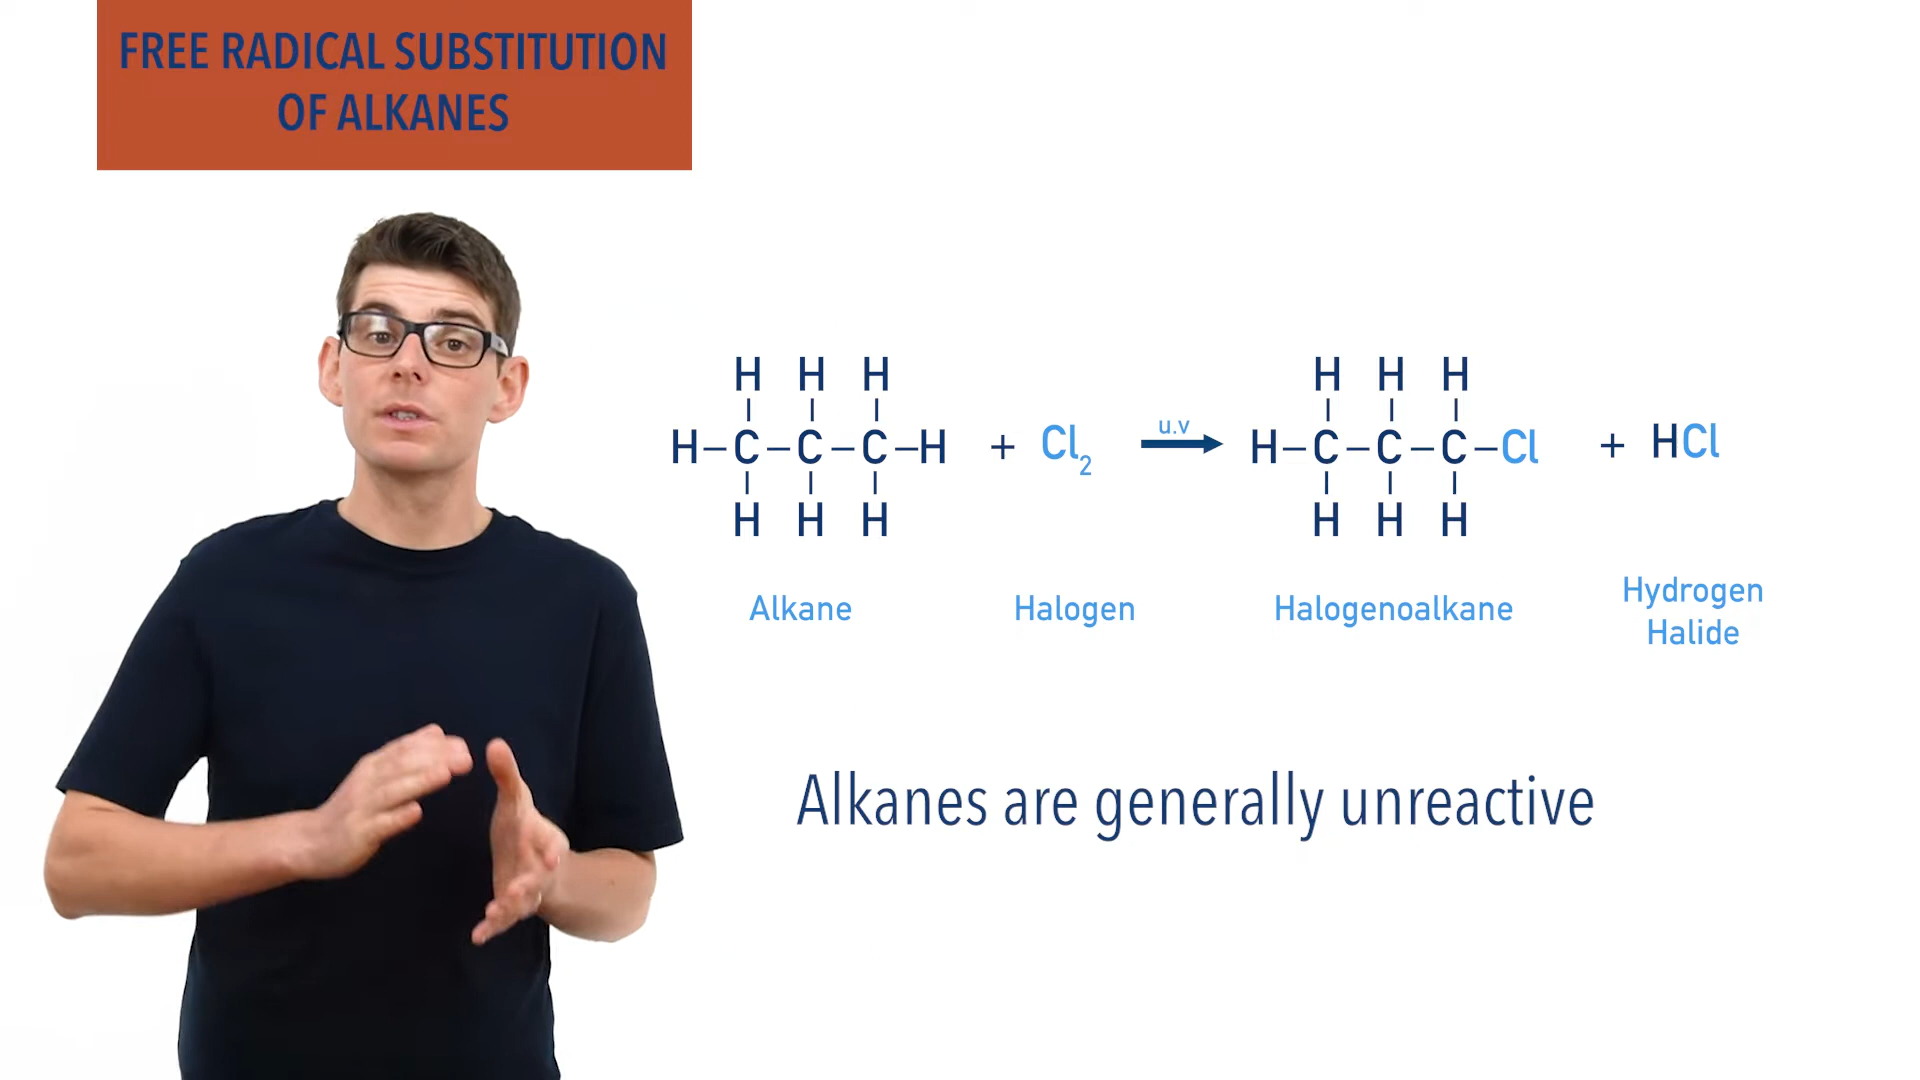 FREE RADICAL SUBSTITUTION
OF ALKANES
H H H
H–C–C–C–H + Cl₂ u.v H–C–C–C–Cl + HCl
H H H
H H H
H H H
Alkane
Halogen
Halogenoalkane
Hydrogen
Halide
Alkanes are generally unreactive